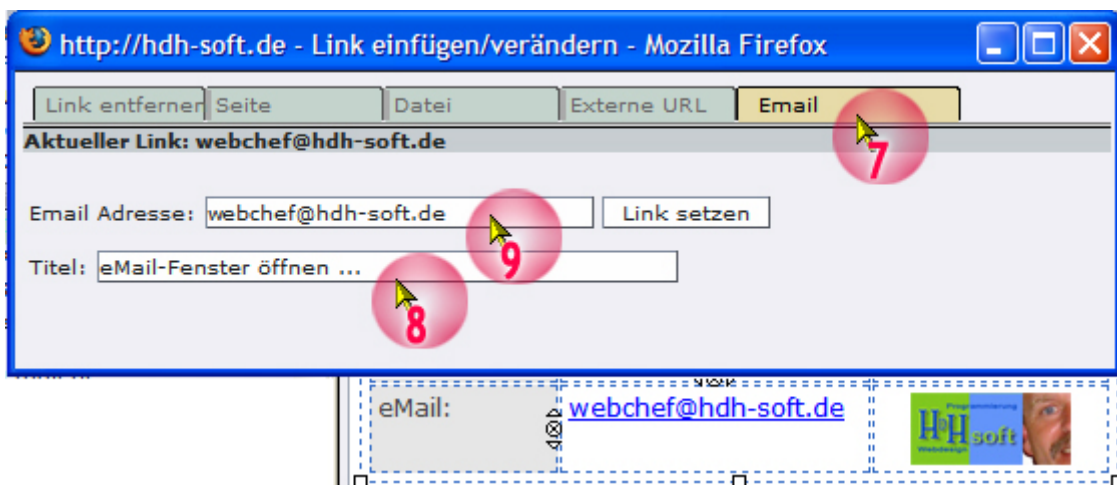 http://hdh-soft.de - Link einfügen/verändern - Mozilla Firefox
Link entfernen Seite Datei Externe URL Email
7
Aktueller Link: webchef@hdh-soft.de
Email Adresse: webchef@hdh-soft.de Link setzen
9
Titel: eMail-Fenster öffnen ...
8
eMail: webchef@hdh-soft.de
Programmierung
HdH soft
Webdesign